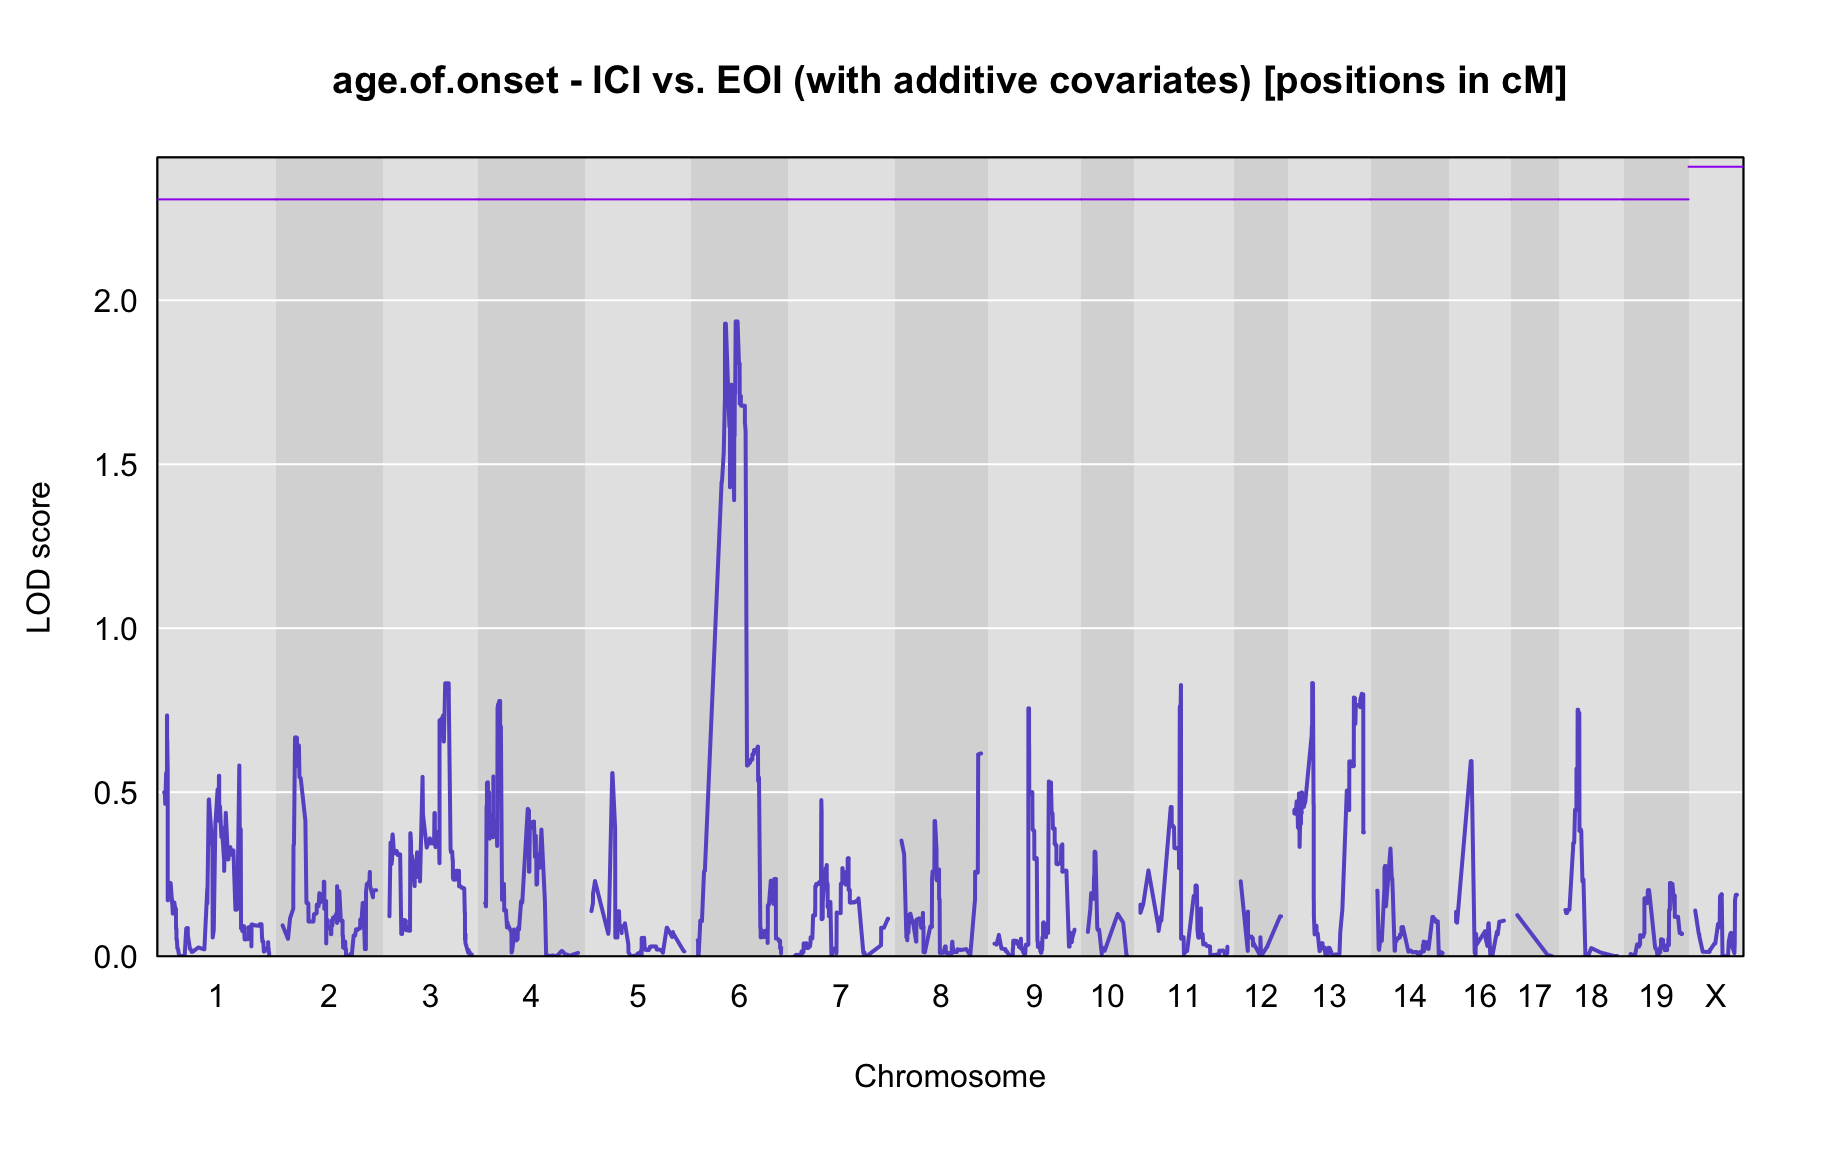 age.of.onset - ICI vs. EOI (with additive covariates) [positions in cM]
2.0
1.5
1.0
0.5
0.0
LOD score
1 2 3 4 5 6 7 8 9 10 11 12 13 14 16 17 18 19 X
Chromosome